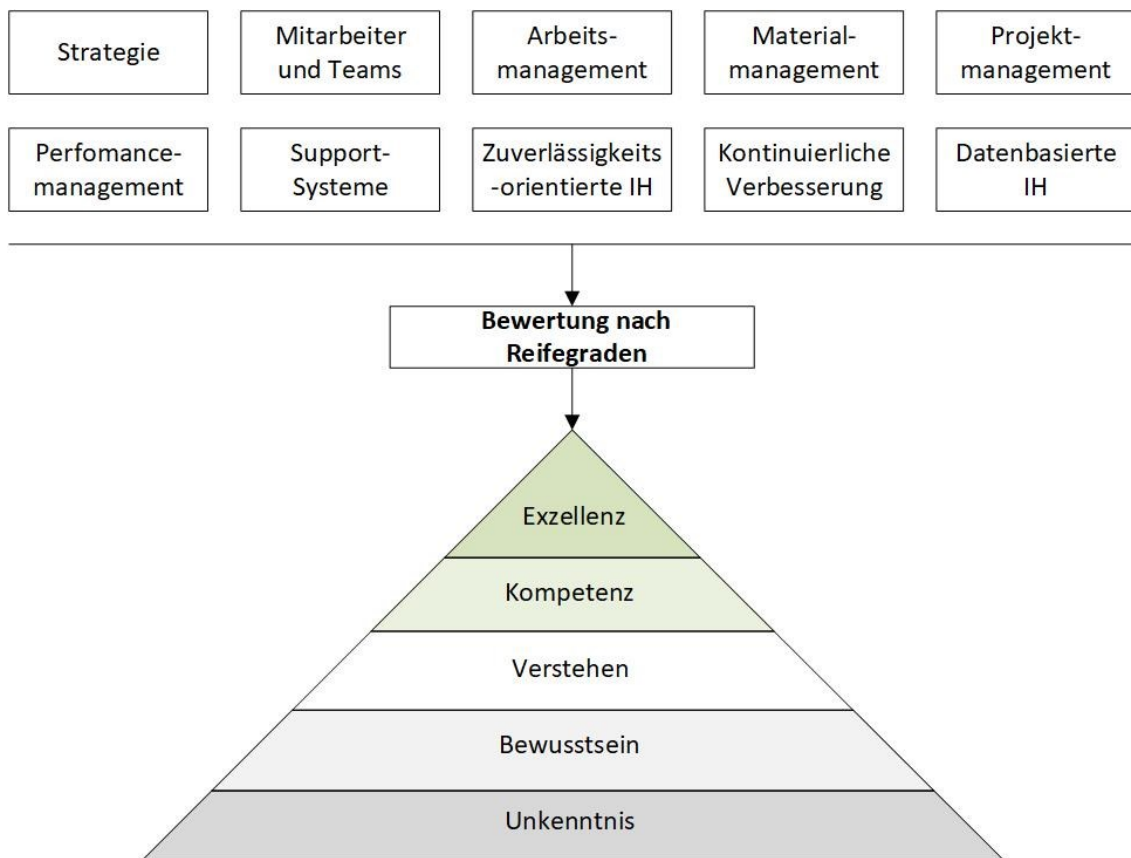 Strategie
Mitarbeiter
und Teams
Arbeits-
management
Material-
management
Projekt-
management
Perfomance-
management
Support-
Systeme
Zuverlässigkeits
-orientierte IH
Kontinuierliche
Verbesserung
Datenbasierte
IH
Bewertung nach
Reifegraden
Exzellenz
Kompetenz
Verstehen
Bewusstsein
Unkenntnis